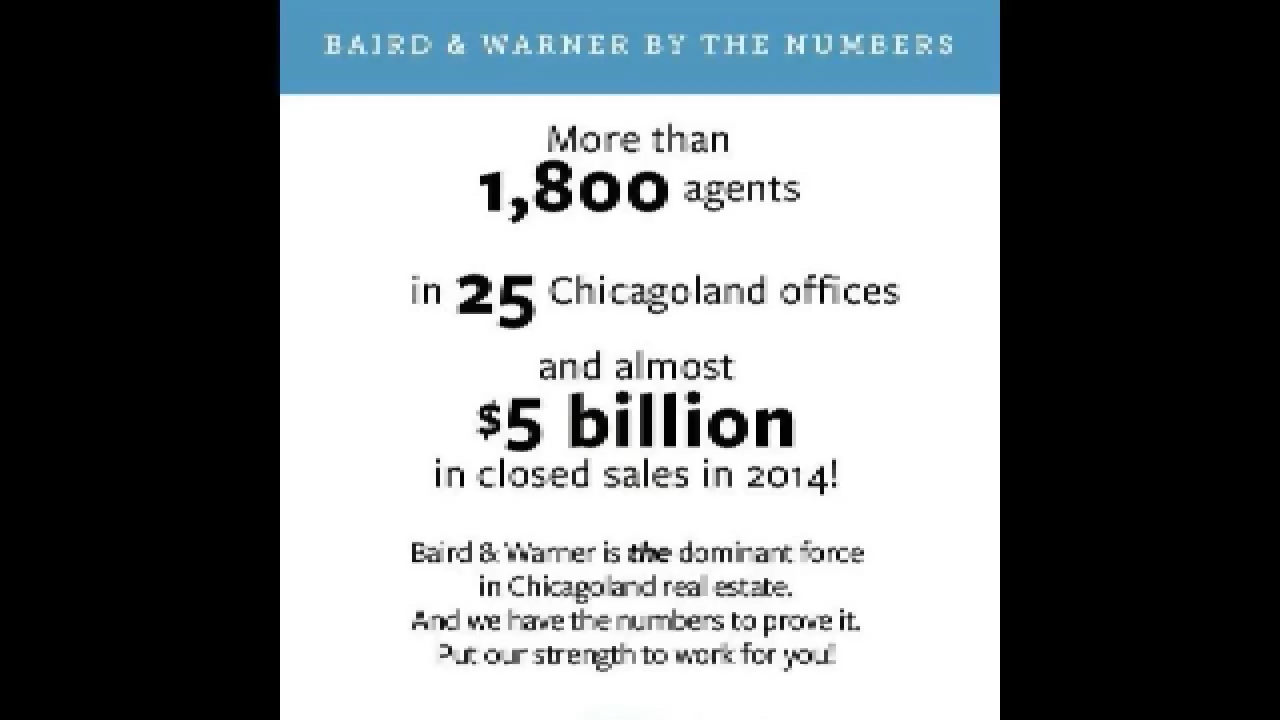 BAIRD & WARNER BY THE NUMBERS
More than
1,800 agents
in 25 Chicagoland offices
and almost
$5 billion
in closed sales in 2014!
Baird & Warner is the dominant force
in Chicagoland real estate.
And we have the numbers to prove it.
Put our strength to work for you!